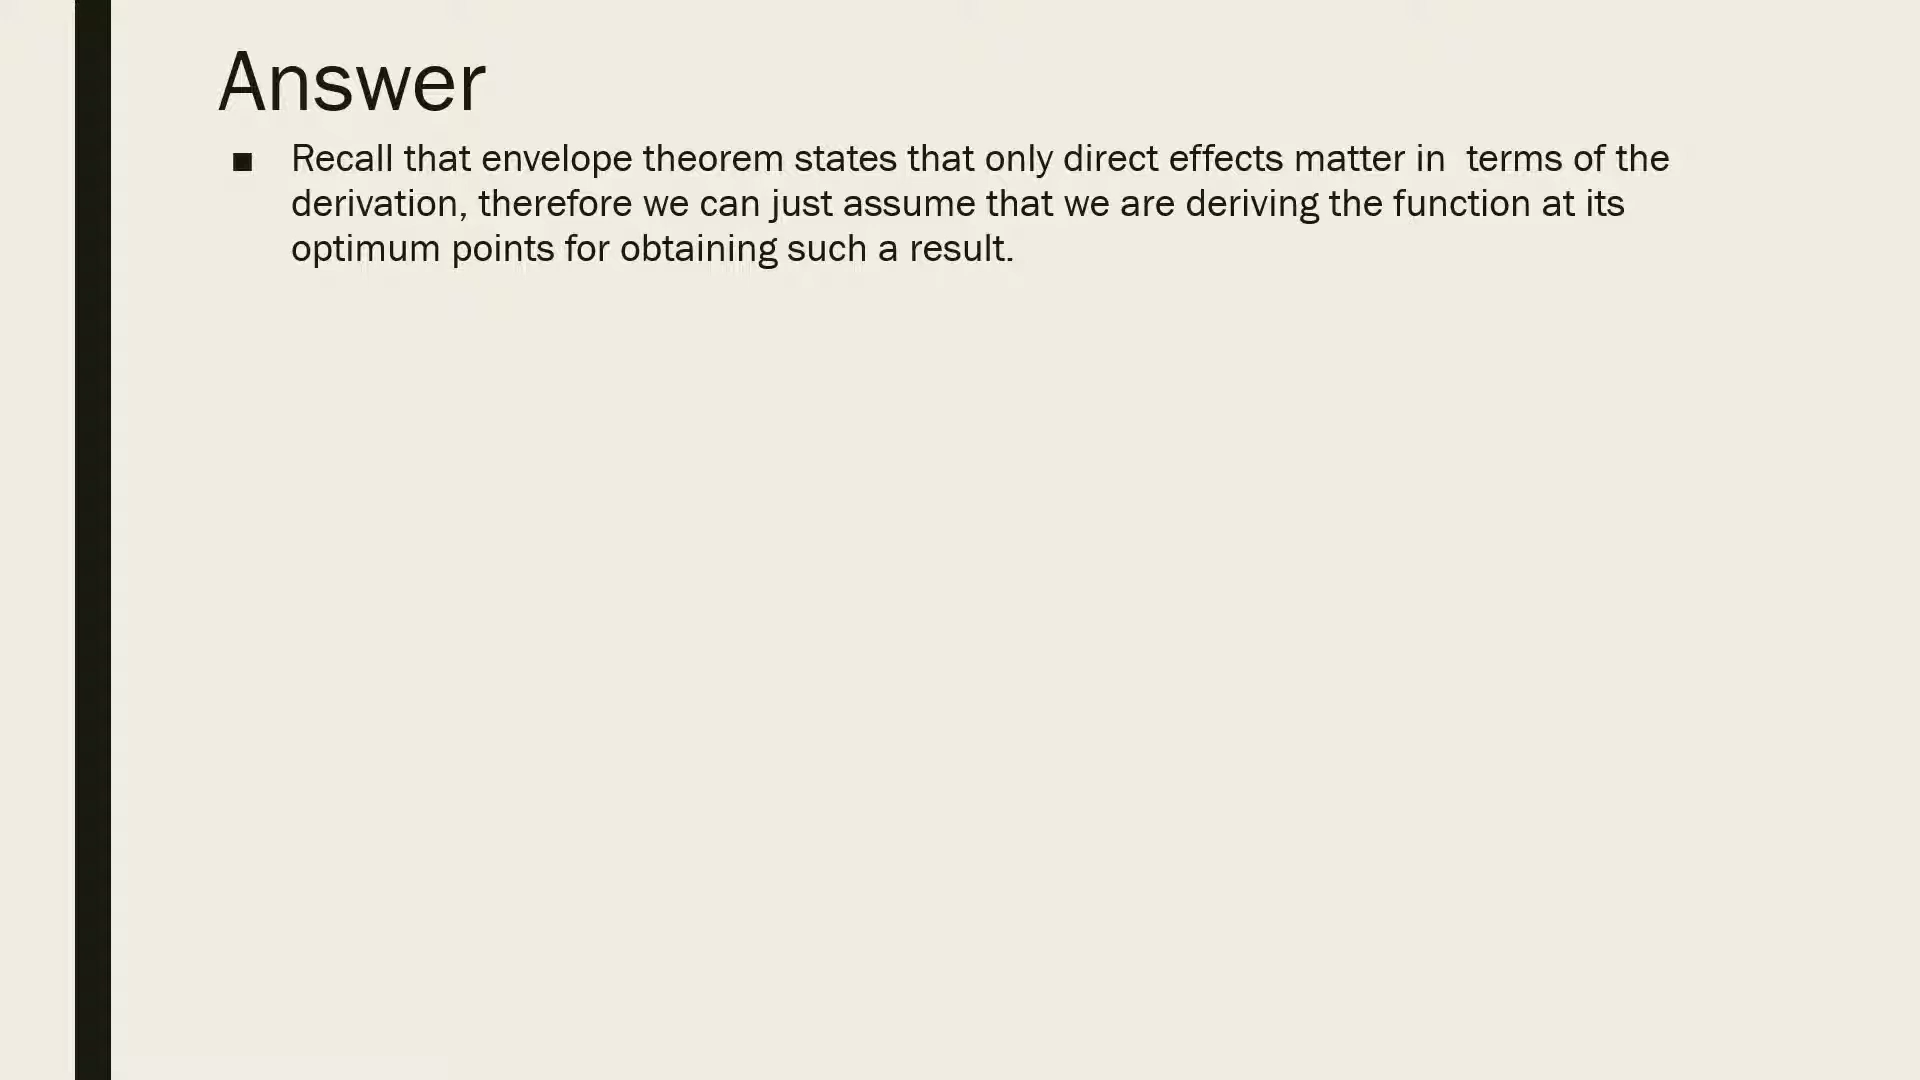 Answer
■ Recall that envelope theorem states that only direct effects matter in  terms of the
derivation, therefore we can just assume that we are deriving the function at its
optimum points for obtaining such a result.